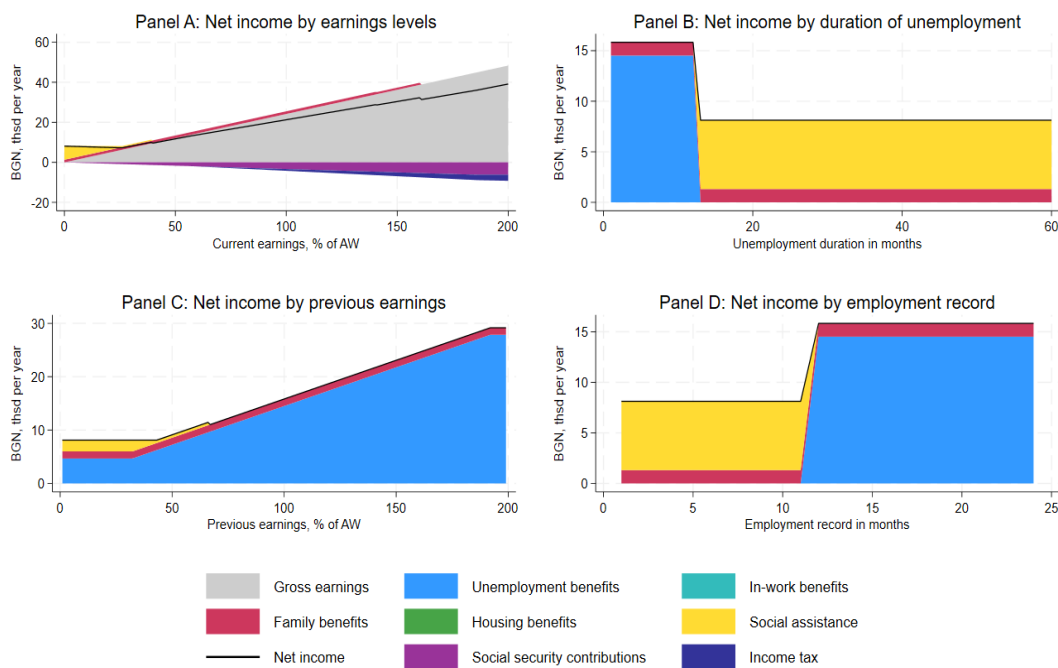 Panel A: Net income by earnings levels
BGN, thsd per year
60
40
20
0
-20
0
50
100
150
200
Current earnings, % of AW
Panel B: Net income by duration of unemployment
BGN, thsd per year
15
10
5
0
0
20
40
60
Unemployment duration in months
Panel C: Net income by previous earnings
BGN, thsd per year
30
20
10
0
0
50
100
150
200
Previous earnings, % of AW
Panel D: Net income by employment record
BGN, thsd per year
15
10
5
0
0
5
10
15
20
25
Employment record in months
Gross earnings
Unemployment benefits
In-work benefits
Family benefits
Housing benefits
Social assistance
Net income
Social security contributions
Income tax